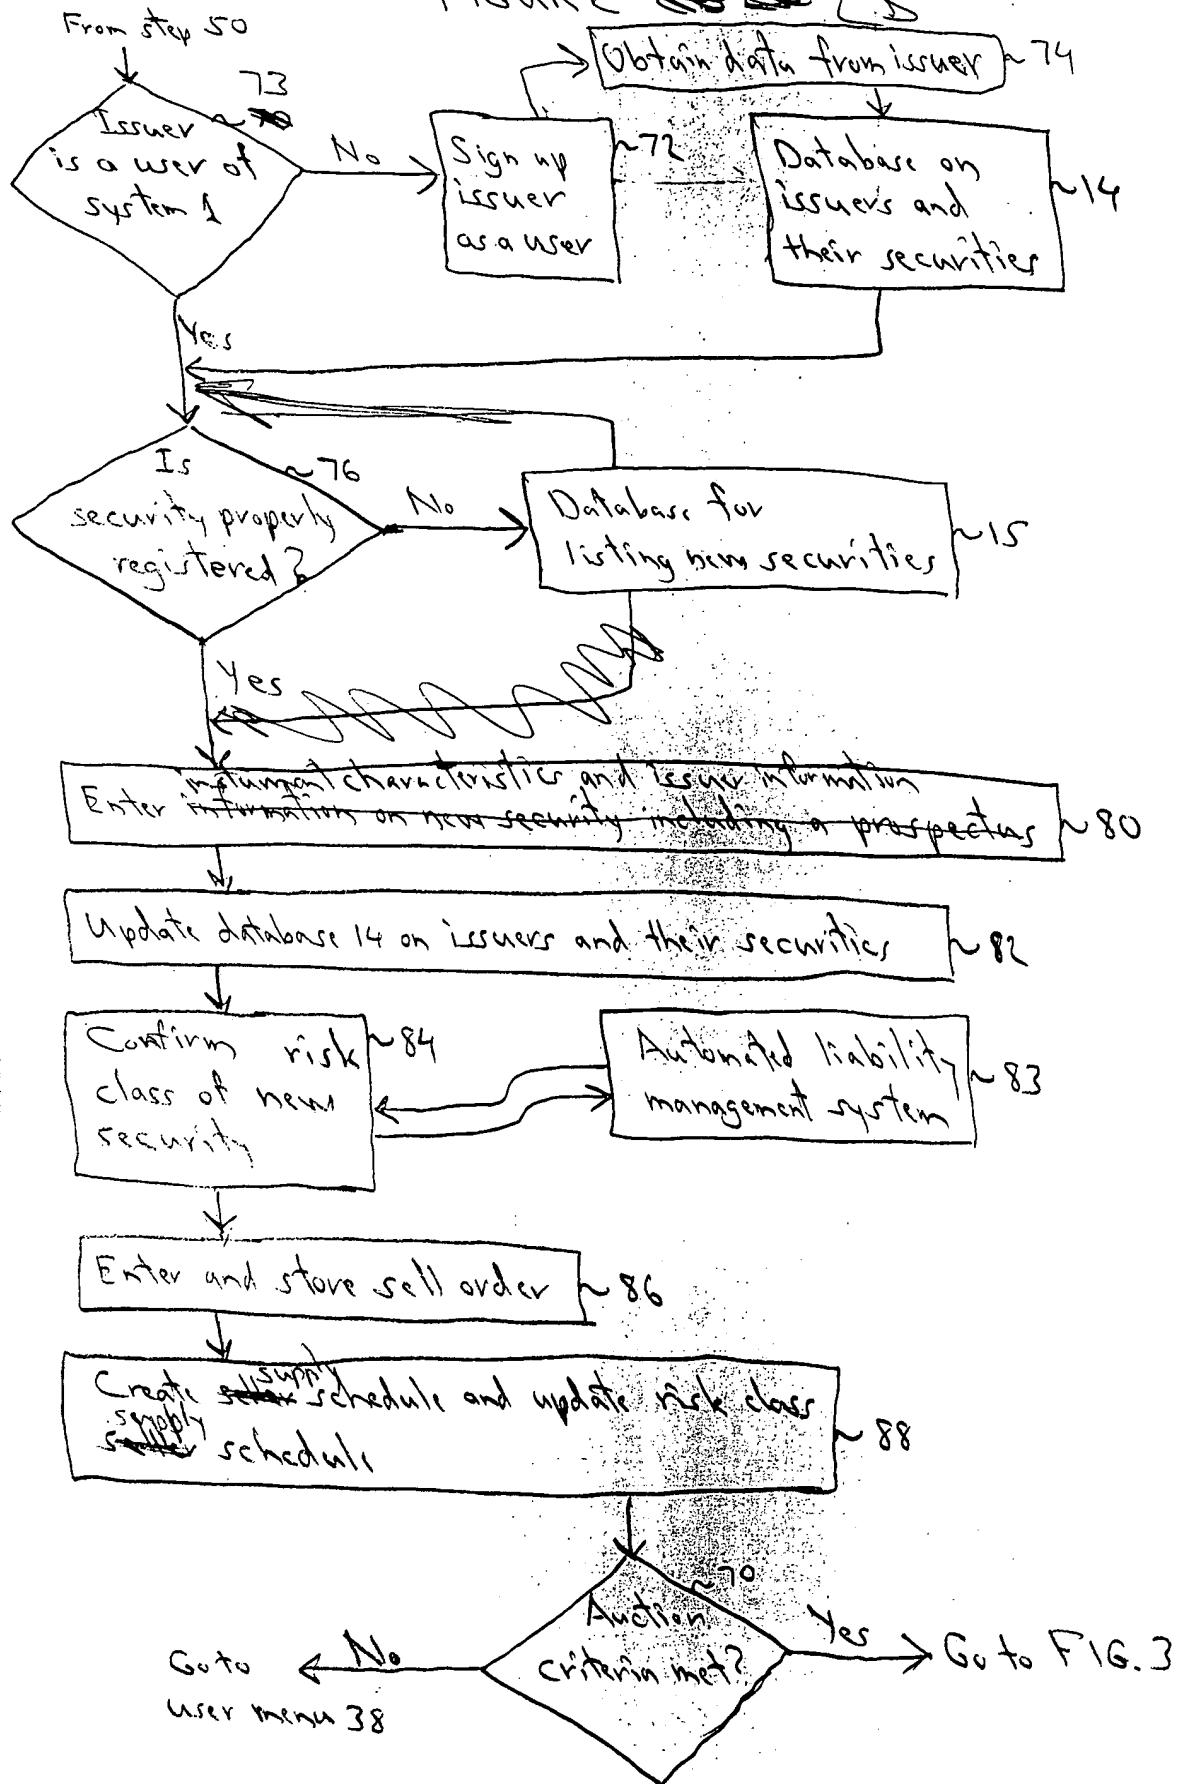 FIGURE 2B
From step 50
73
Issuer
is a user of
system 1
No
Sign up
issuer
as a user
~72
Obtain data from issuer
~74
Database on
issuers and
their securities
~14
Yes
Is
security properly
registered?
~76
No
Database for
listing new securities
~15
Yes
instrument characteristics and issuer information
Enter information on new security including a prospectus
~80
Update database 14 on issuers and their securities
~82
Confirm risk
class of new
security
~84
Automated liability
management system
~83
Enter and store sell order
~86
supply
Create seller schedule and update risk class
supply
seller schedule
~88
Auction
criteria met?
~70
No
Go to
user menu 38
Yes
Go to FIG. 3